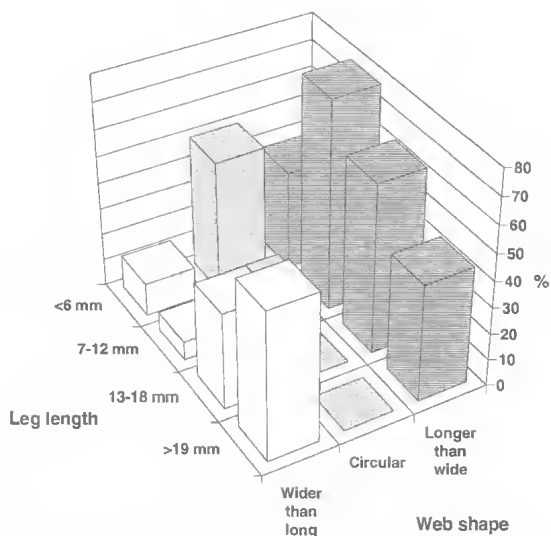 80
70
60
50
40 %
30
20
10
0
<6 mm
7-12 mm
13-18 mm
>19 mm
Leg length
Wider
than
long
Circular
Longer
than
wide
Web shape